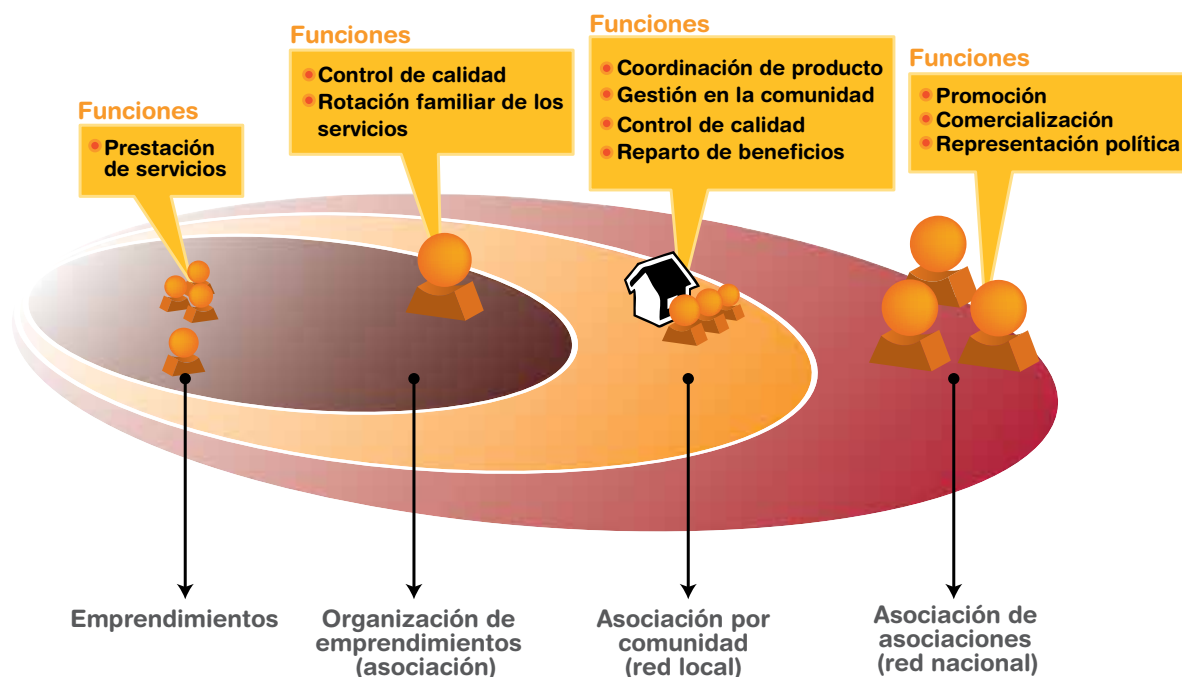 Funciones
Prestación
de servicios
Funciones
Control de calidad
Rotación familiar de los
servicios
Funciones
Coordinación de producto
Gestión en la comunidad
Control de calidad
Reparto de beneficios
Funciones
Promoción
Comercialización
Representación política
Emprendimientos
Organización de
emprendimientos
(asociación)
Asociación por
comunidad
(red local)
Asociación de
asociaciones
(red nacional)